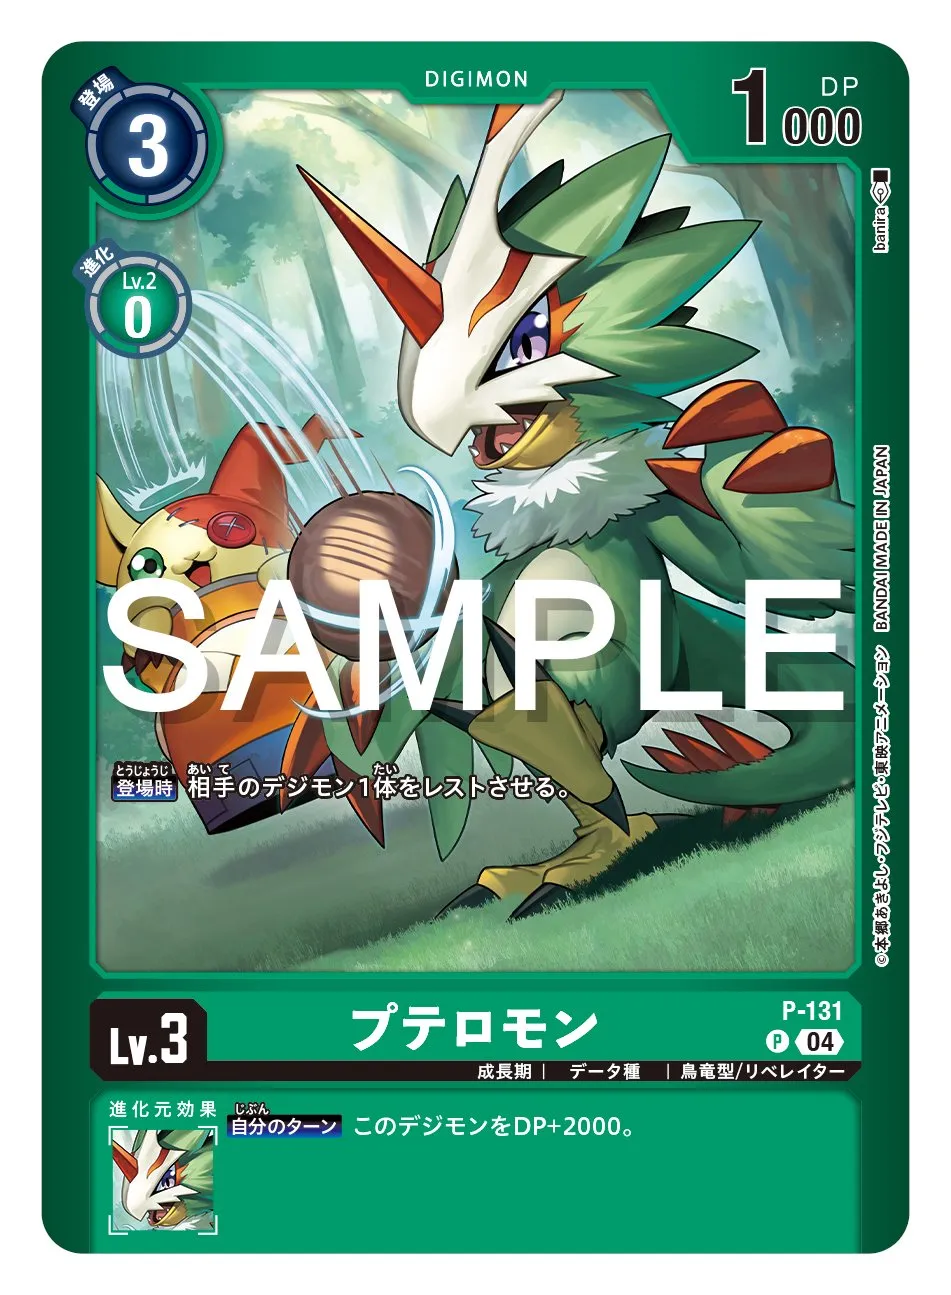 DIGIMON
登場
3
DP
1000
進化
Lv.2
0
banira
SAMPLE
とうじょうじ あいて たい
登場時 相手のデジモン1体をレストさせる。
©本郷あきよし・フジテレビ・東映アニメーション BANDAI MADE IN JAPAN
Lv.3
プテロモン
P-131
P 04
成長期 | データ種 | 鳥竜型/リベレイター
進化元効果
じぶん
自分のターン このデジモンをDP+2000。